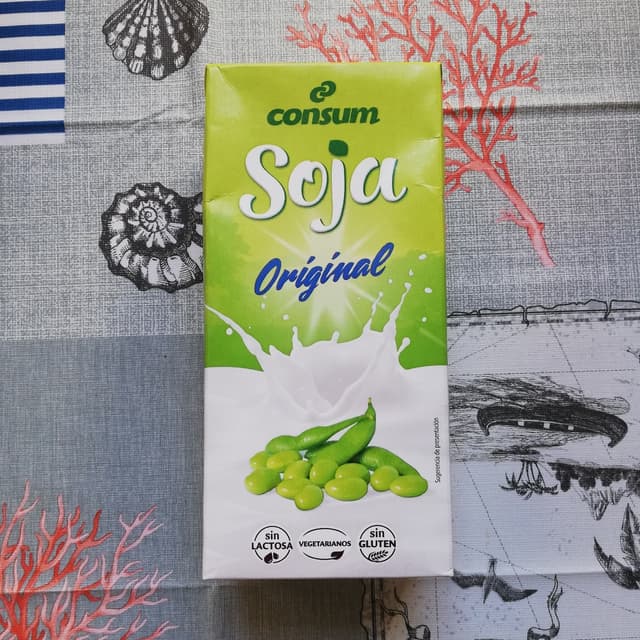 consum
Soja
Original
Sugerencia de presentación
sin
LACTOSA
VEGETARIANOS
sin
GLUTEN